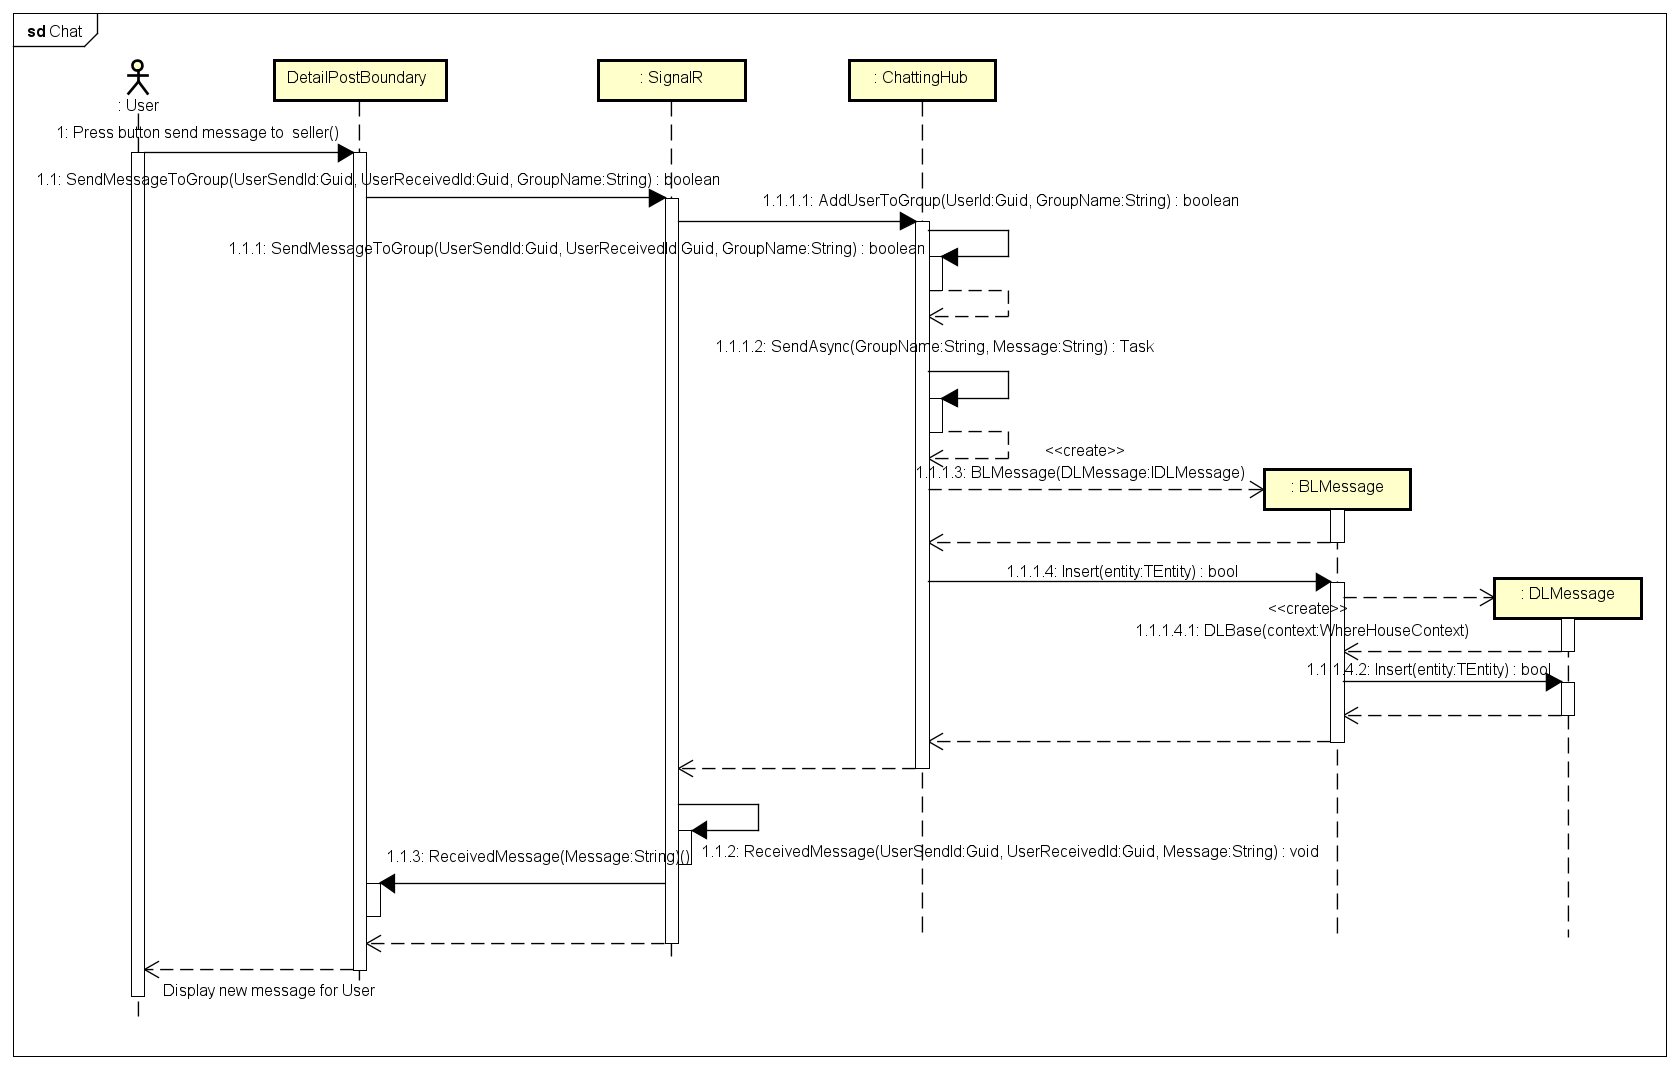 sd Chat
: User
DetailPostBoundary
: SignalR
: ChattingHub
1: Press button send message to  seller()
1.1: SendMessageToGroup(UserSendId:Guid, UserReceivedId:Guid, GroupName:String) : boolean
1.1.1.1: AddUserToGroup(UserId:Guid, GroupName:String) : boolean
1.1.1: SendMessageToGroup(UserSendId:Guid, UserReceivedId:Guid, GroupName:String) : boolean
1.1.1.2: SendAsync(GroupName:String, Message:String) : Task
<<create>>
1.1.1.3: BLMessage(DLMessage:IDLMessage)
: BLMessage
1.1.1.4: Insert(entity:TEntity) : bool
: DLMessage
<<create>>
1.1.1.4.1: DLBase(context:WhereHouseContext)
1.1.1.4.2: Insert(entity:TEntity) : bool
1.1.2: ReceivedMessage(UserSendId:Guid, UserReceivedId:Guid, Message:String) : void
1.1.3: ReceivedMessage(Message:String)()
Display new message for User